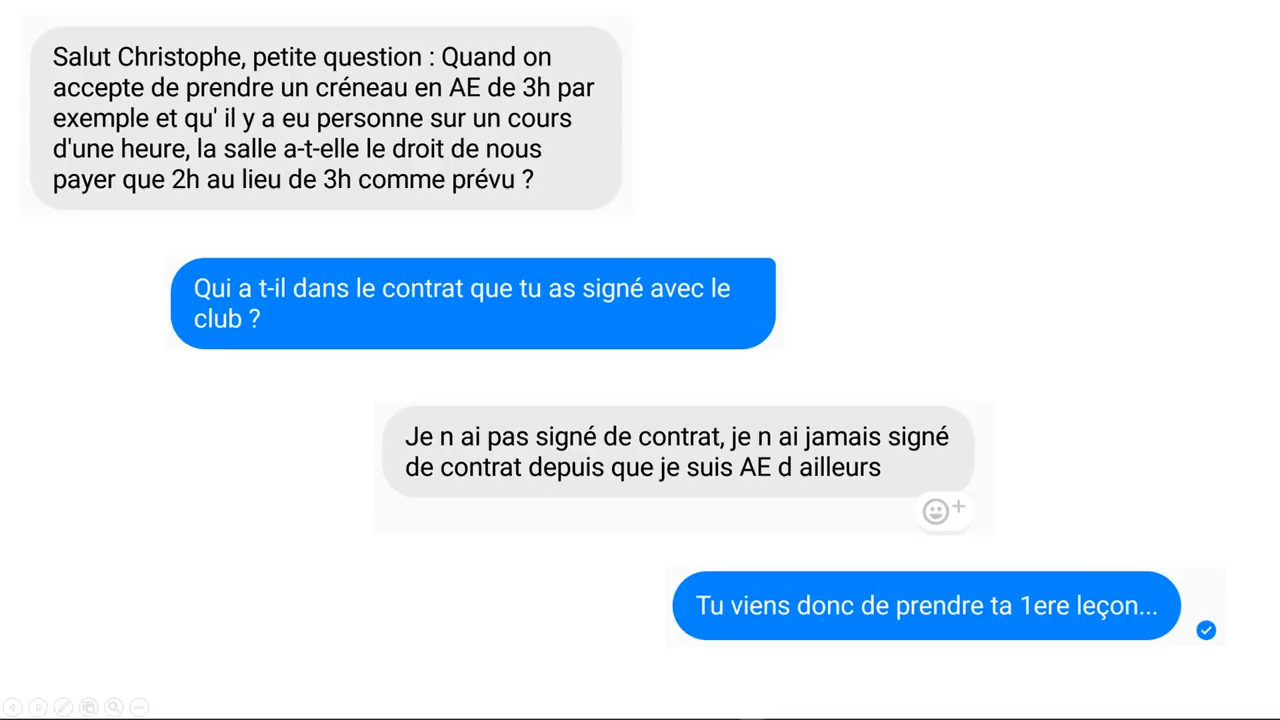 Salut Christophe, petite question : Quand on
accepte de prendre un créneau en AE de 3h par
exemple et qu' il y a eu personne sur un cours
d'une heure, la salle a-t-elle le droit de nous
payer que 2h au lieu de 3h comme prévu ?
Qui a t-il dans le contrat que tu as signé avec le
club ?
Je n ai pas signé de contrat, je n ai jamais signé
de contrat depuis que je suis AE d ailleurs
Tu viens donc de prendre ta 1ere leçon...